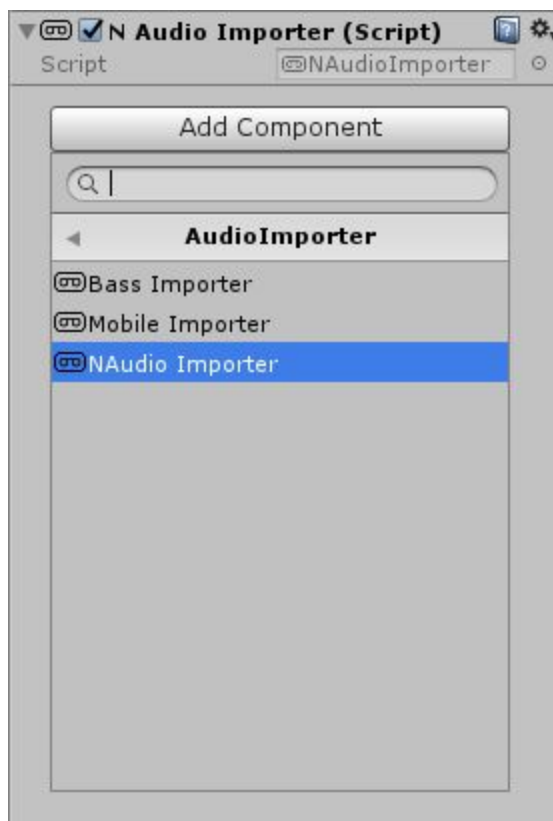 N Audio Importer (Script)
Script NAudioImporter
Add Component
AudioImporter
Bass Importer
Mobile Importer
NAudio Importer